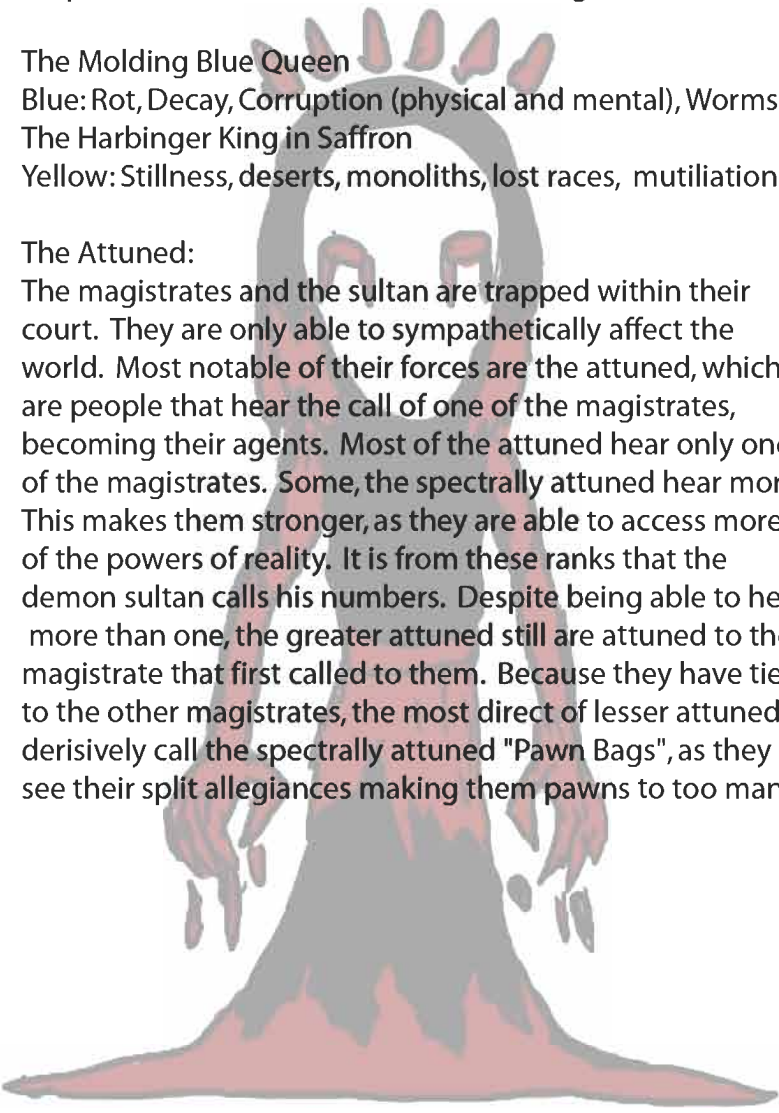 The Molding Blue Queen
Blue: Rot, Decay, Corruption (physical and mental), Worms
The Harbinger King in Saffron
Yellow: Stillness, deserts, monoliths, lost races, mutiliation
The Attuned:
The magistrates and the sultan are trapped within their
court. They are only able to sympathetically affect the
world. Most notable of their forces are the attuned, which
are people that hear the call of one of the magistrates,
becoming their agents. Most of the attuned hear only
of the magistrates. Some, the spectrally attuned hear
This makes them stronger, as they are able to access more
of the powers of reality. It is from these ranks that the
demon sultan calls his numbers. Despite being able to
more than one, the greater attuned still are attuned to
magistrate that first called to them. Because they have
to the other magistrates, the most direct of lesser attuned
derisively call the spectrally attuned "Pawn Bags", as they
see their split allegiances making them pawns to too